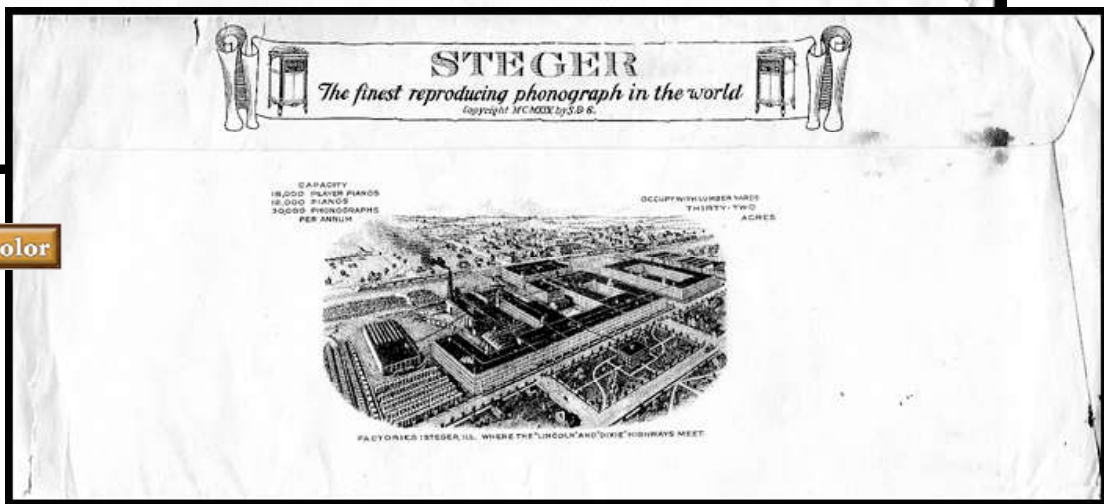 STEGER
The finest reproducing phonograph in the world
Copyright MCMXIX by S.D&G.
CAPACITY
18,000 PLAYER PIANOS
12,000 PIANOS
30,000 PHONOGRAPHS
PER ANNUM
OCCUPY WITH LUMBER YARDS
THIRTY-TWO
ACRES
olor
FACTORIES: STEGER, ILL. WHERE THE "LINCOLN" AND "DIXIE" HIGHWAYS MEET.